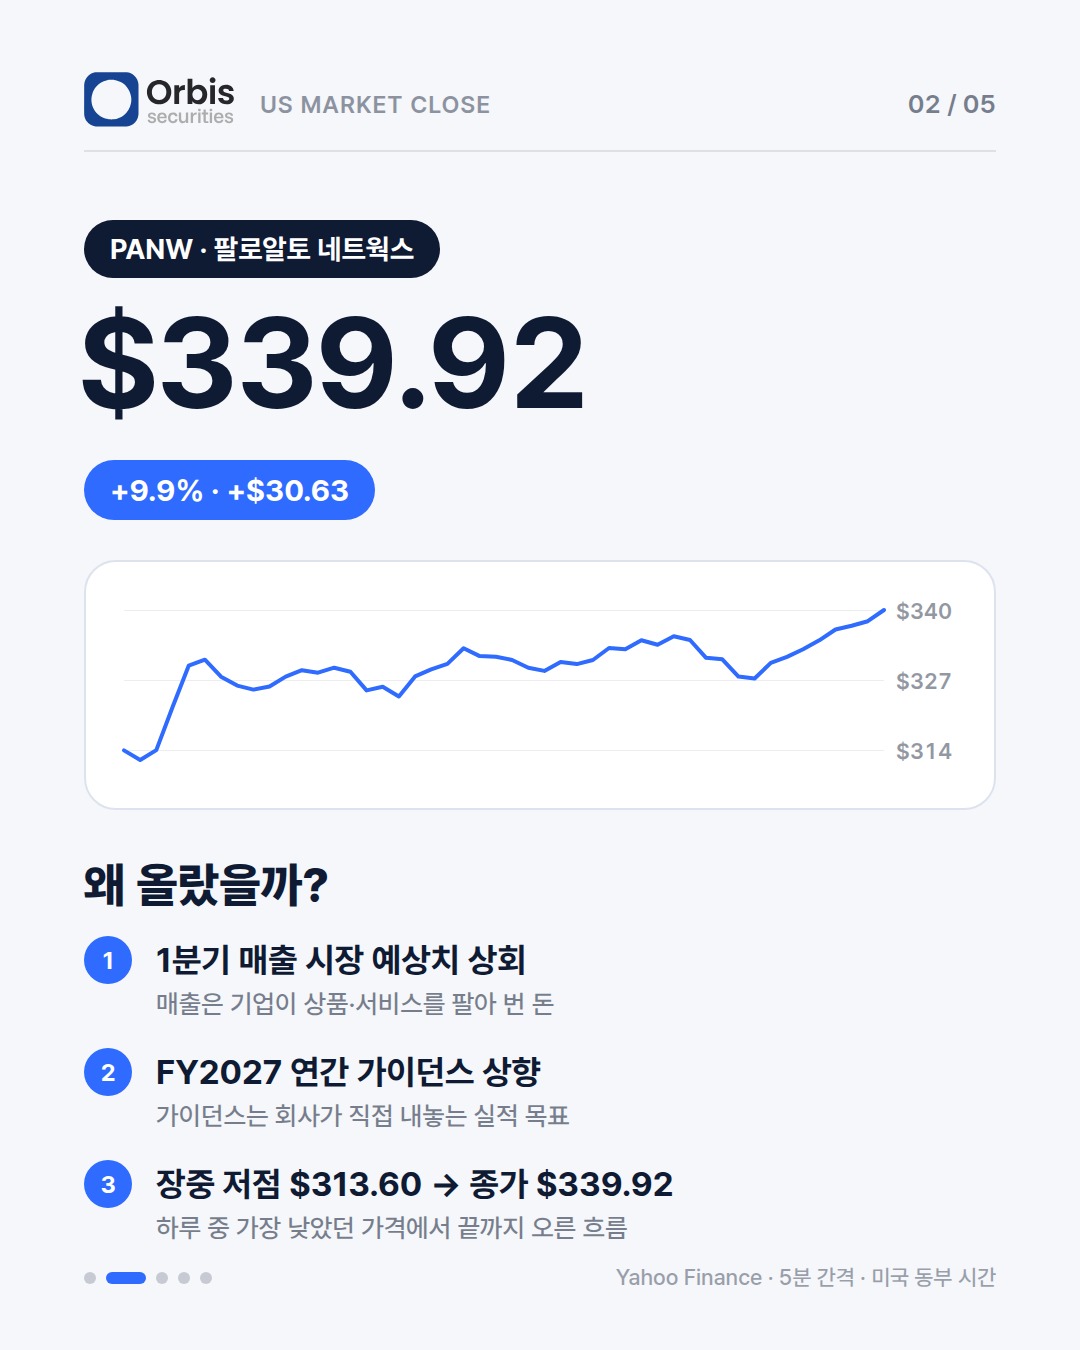 Orbis
securities
US MARKET CLOSE
02 / 05
PANW · 팔로알토 네트웍스
$339.92
+9.9% · +$30.63
$340
$327
$314
왜 올랐을까?
1
1분기 매출 시장 예상치 상회
매출은 기업이 상품·서비스를 팔아 번 돈
2
FY2027 연간 가이던스 상향
가이던스는 회사가 직접 내놓는 실적 목표
3
장중 저점 $313.60 → 종가 $339.92
하루 중 가장 낮았던 가격에서 끝까지 오른 흐름
Yahoo Finance · 5분 간격 · 미국 동부 시간